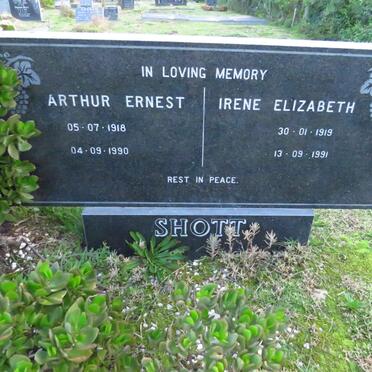 IN LOVING MEMORY
ARTHUR ERNEST
05·07·1918
04·09·1990
IRENE ELIZABETH
30·01·1919
13·09·1991
REST IN PEACE.
SHOTT